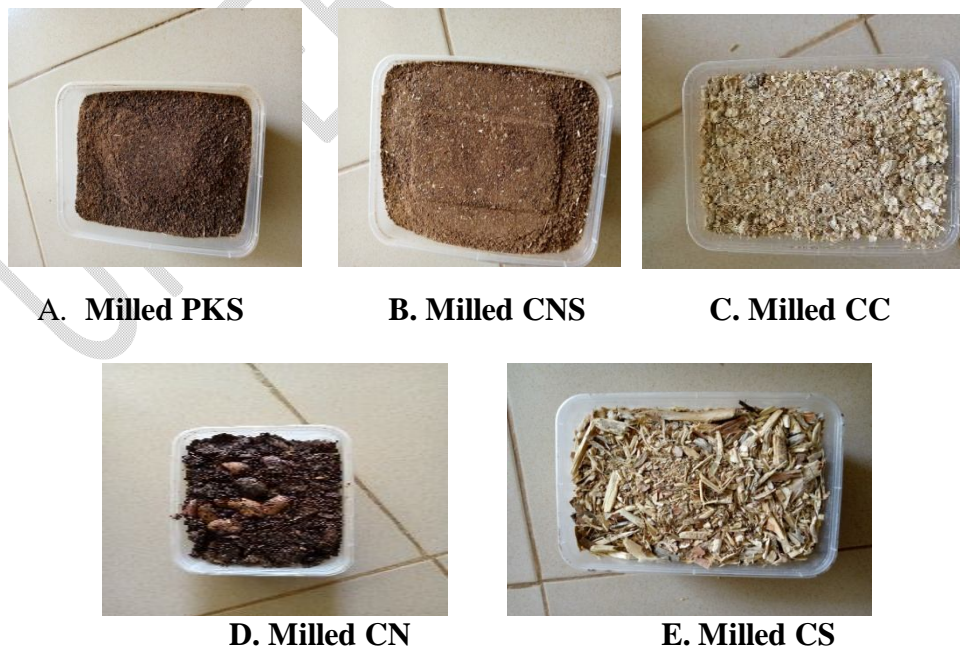 A. Milled PKS
B. Milled CNS
C. Milled CC
D. Milled CN
E. Milled CS